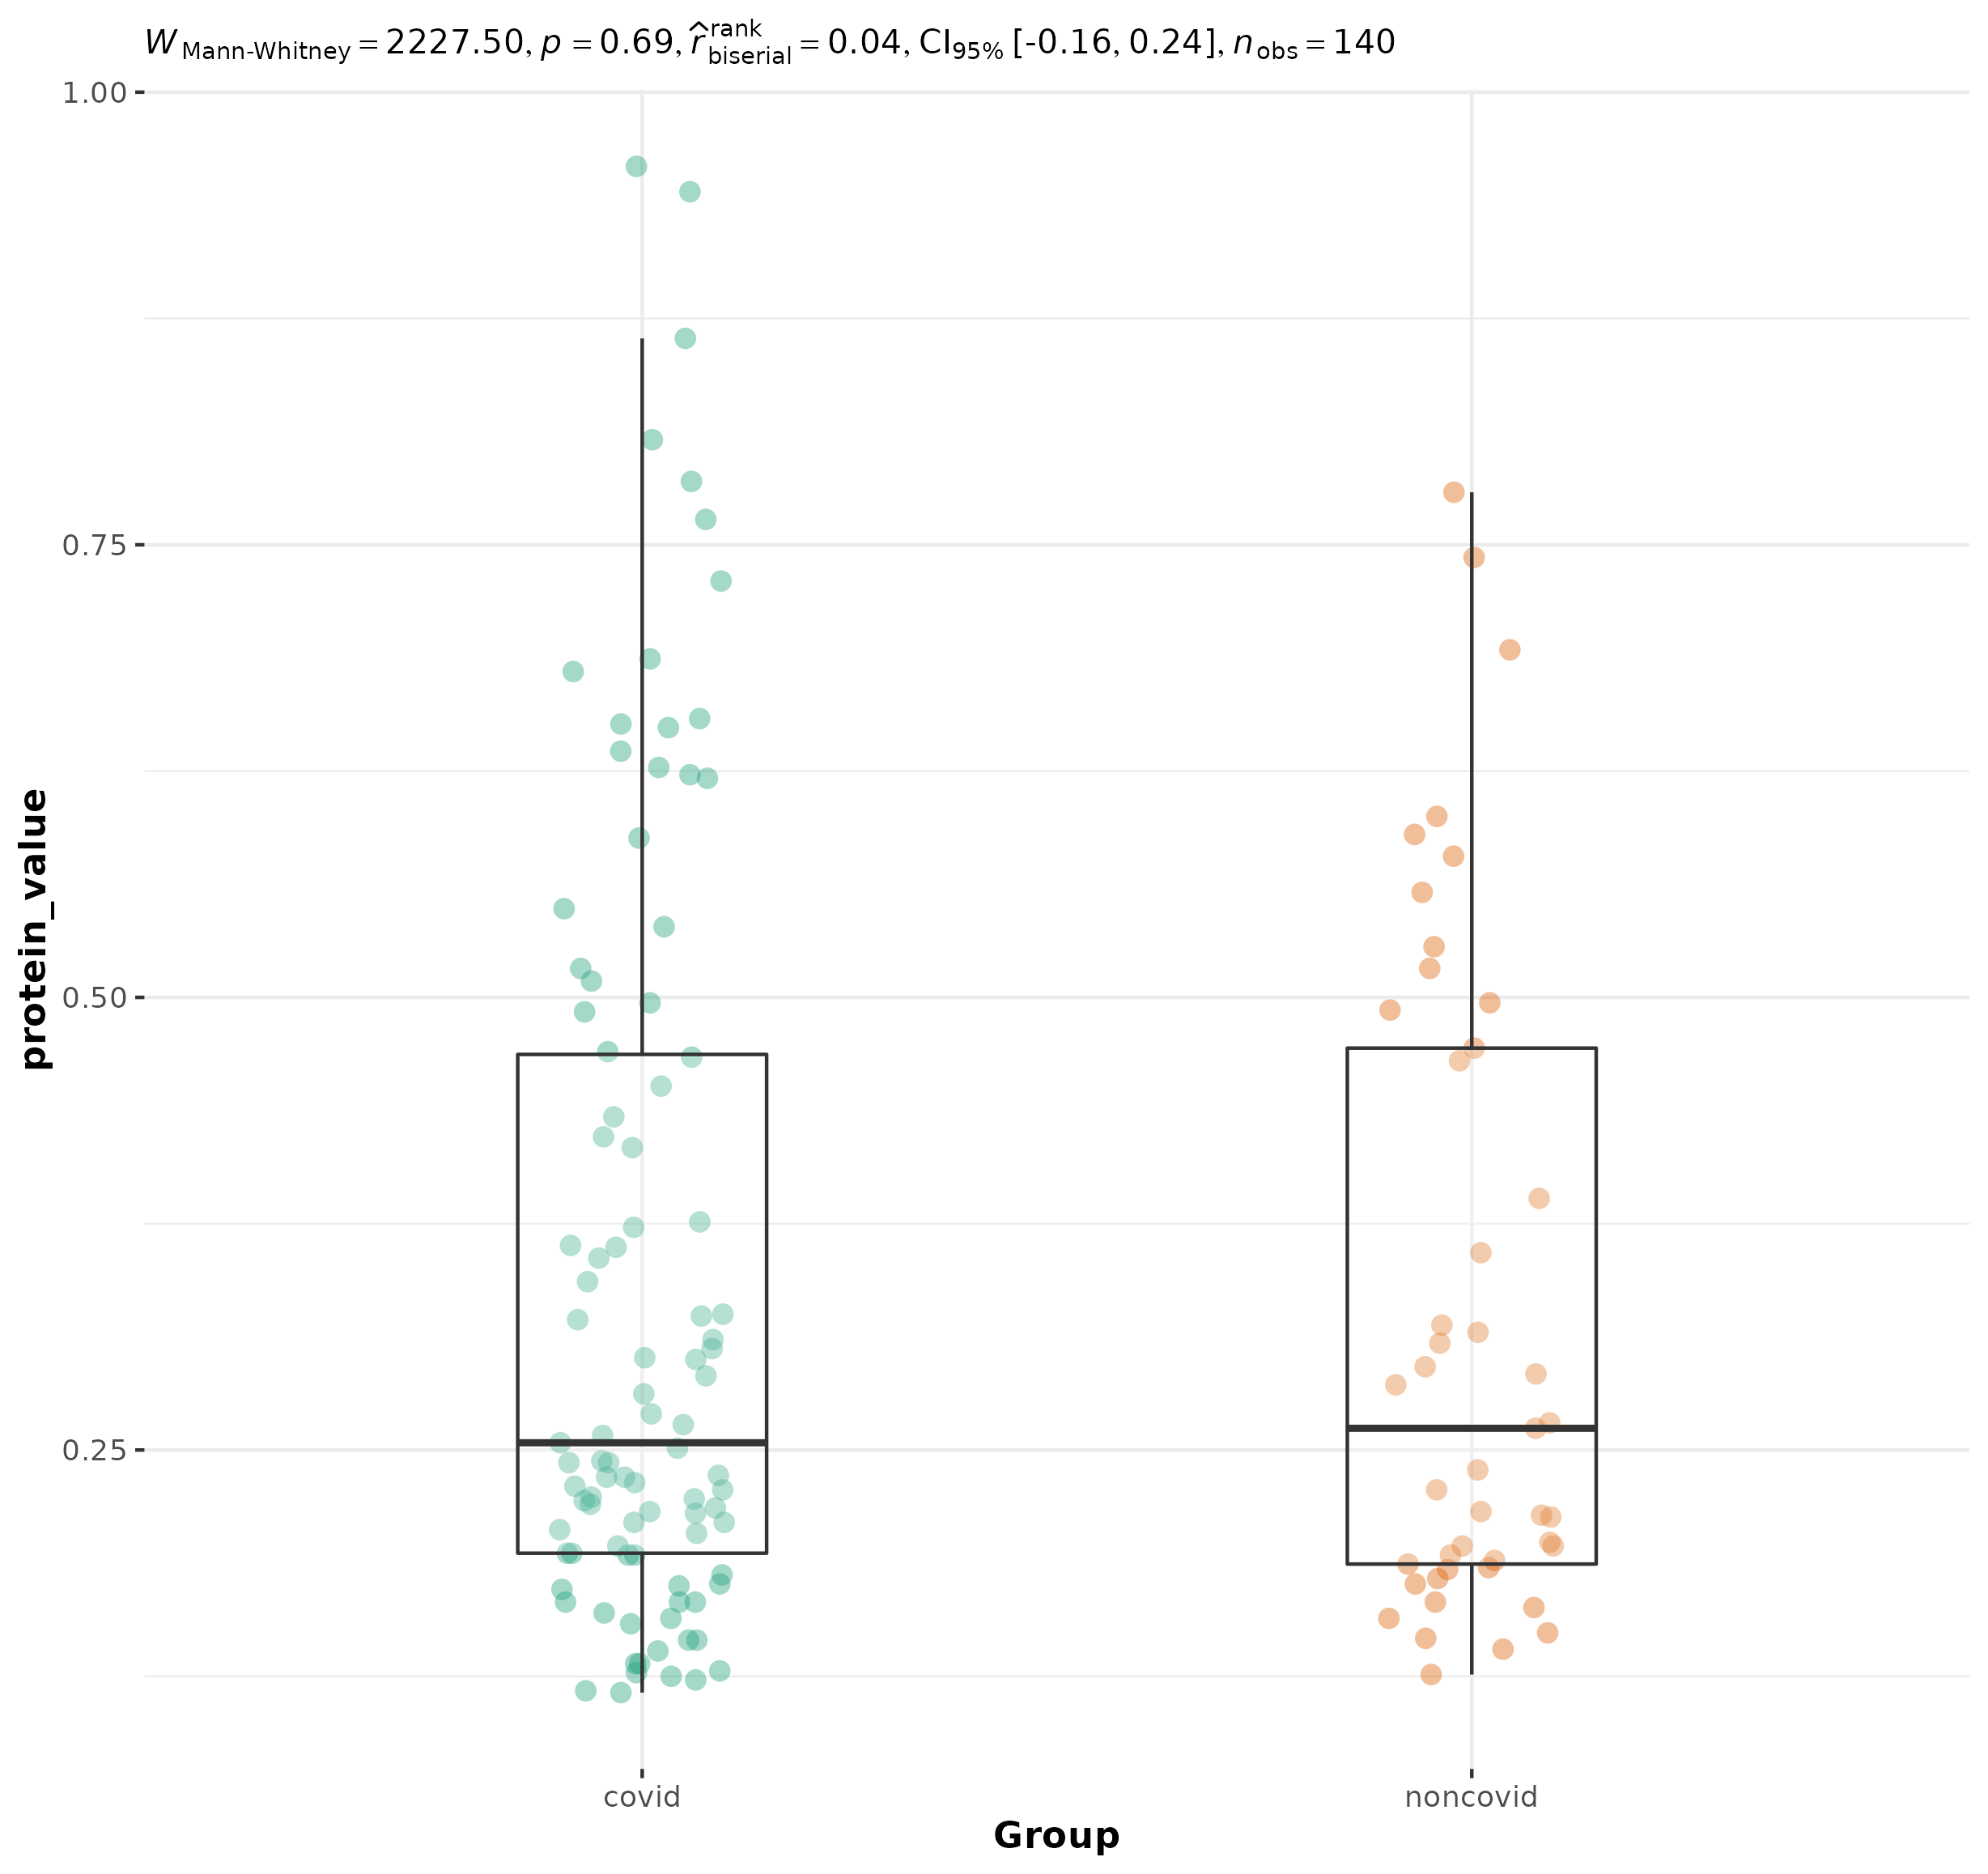 W Mann-Whitney = 2227.50, p = 0.69, r̂ rank biserial = 0.04, CI95% [-0.16, 0.24], n obs = 140
1.00
0.75
0.50
0.25
protein_value
covid noncovid
Group